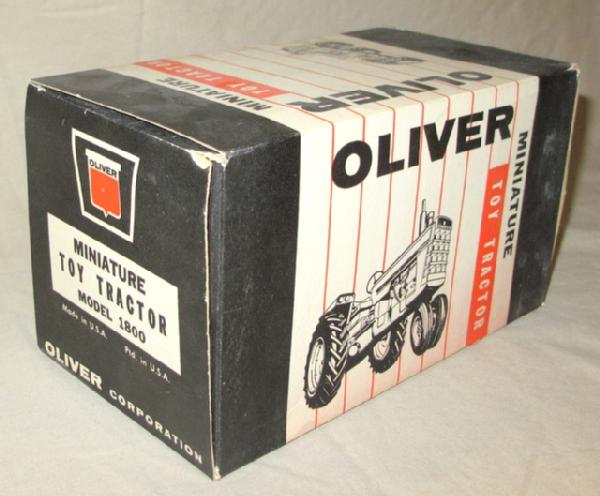 OLIVER
MINIATURE
TOY TRACTOR
MODEL 1800
Made in U.S.A. Ptd. in U.S.A.
OLIVER CORPORATION
OLIVER
MINIATURE
TOY TRACTOR
OLIVER
MINIATURE
TOY TRACTOR